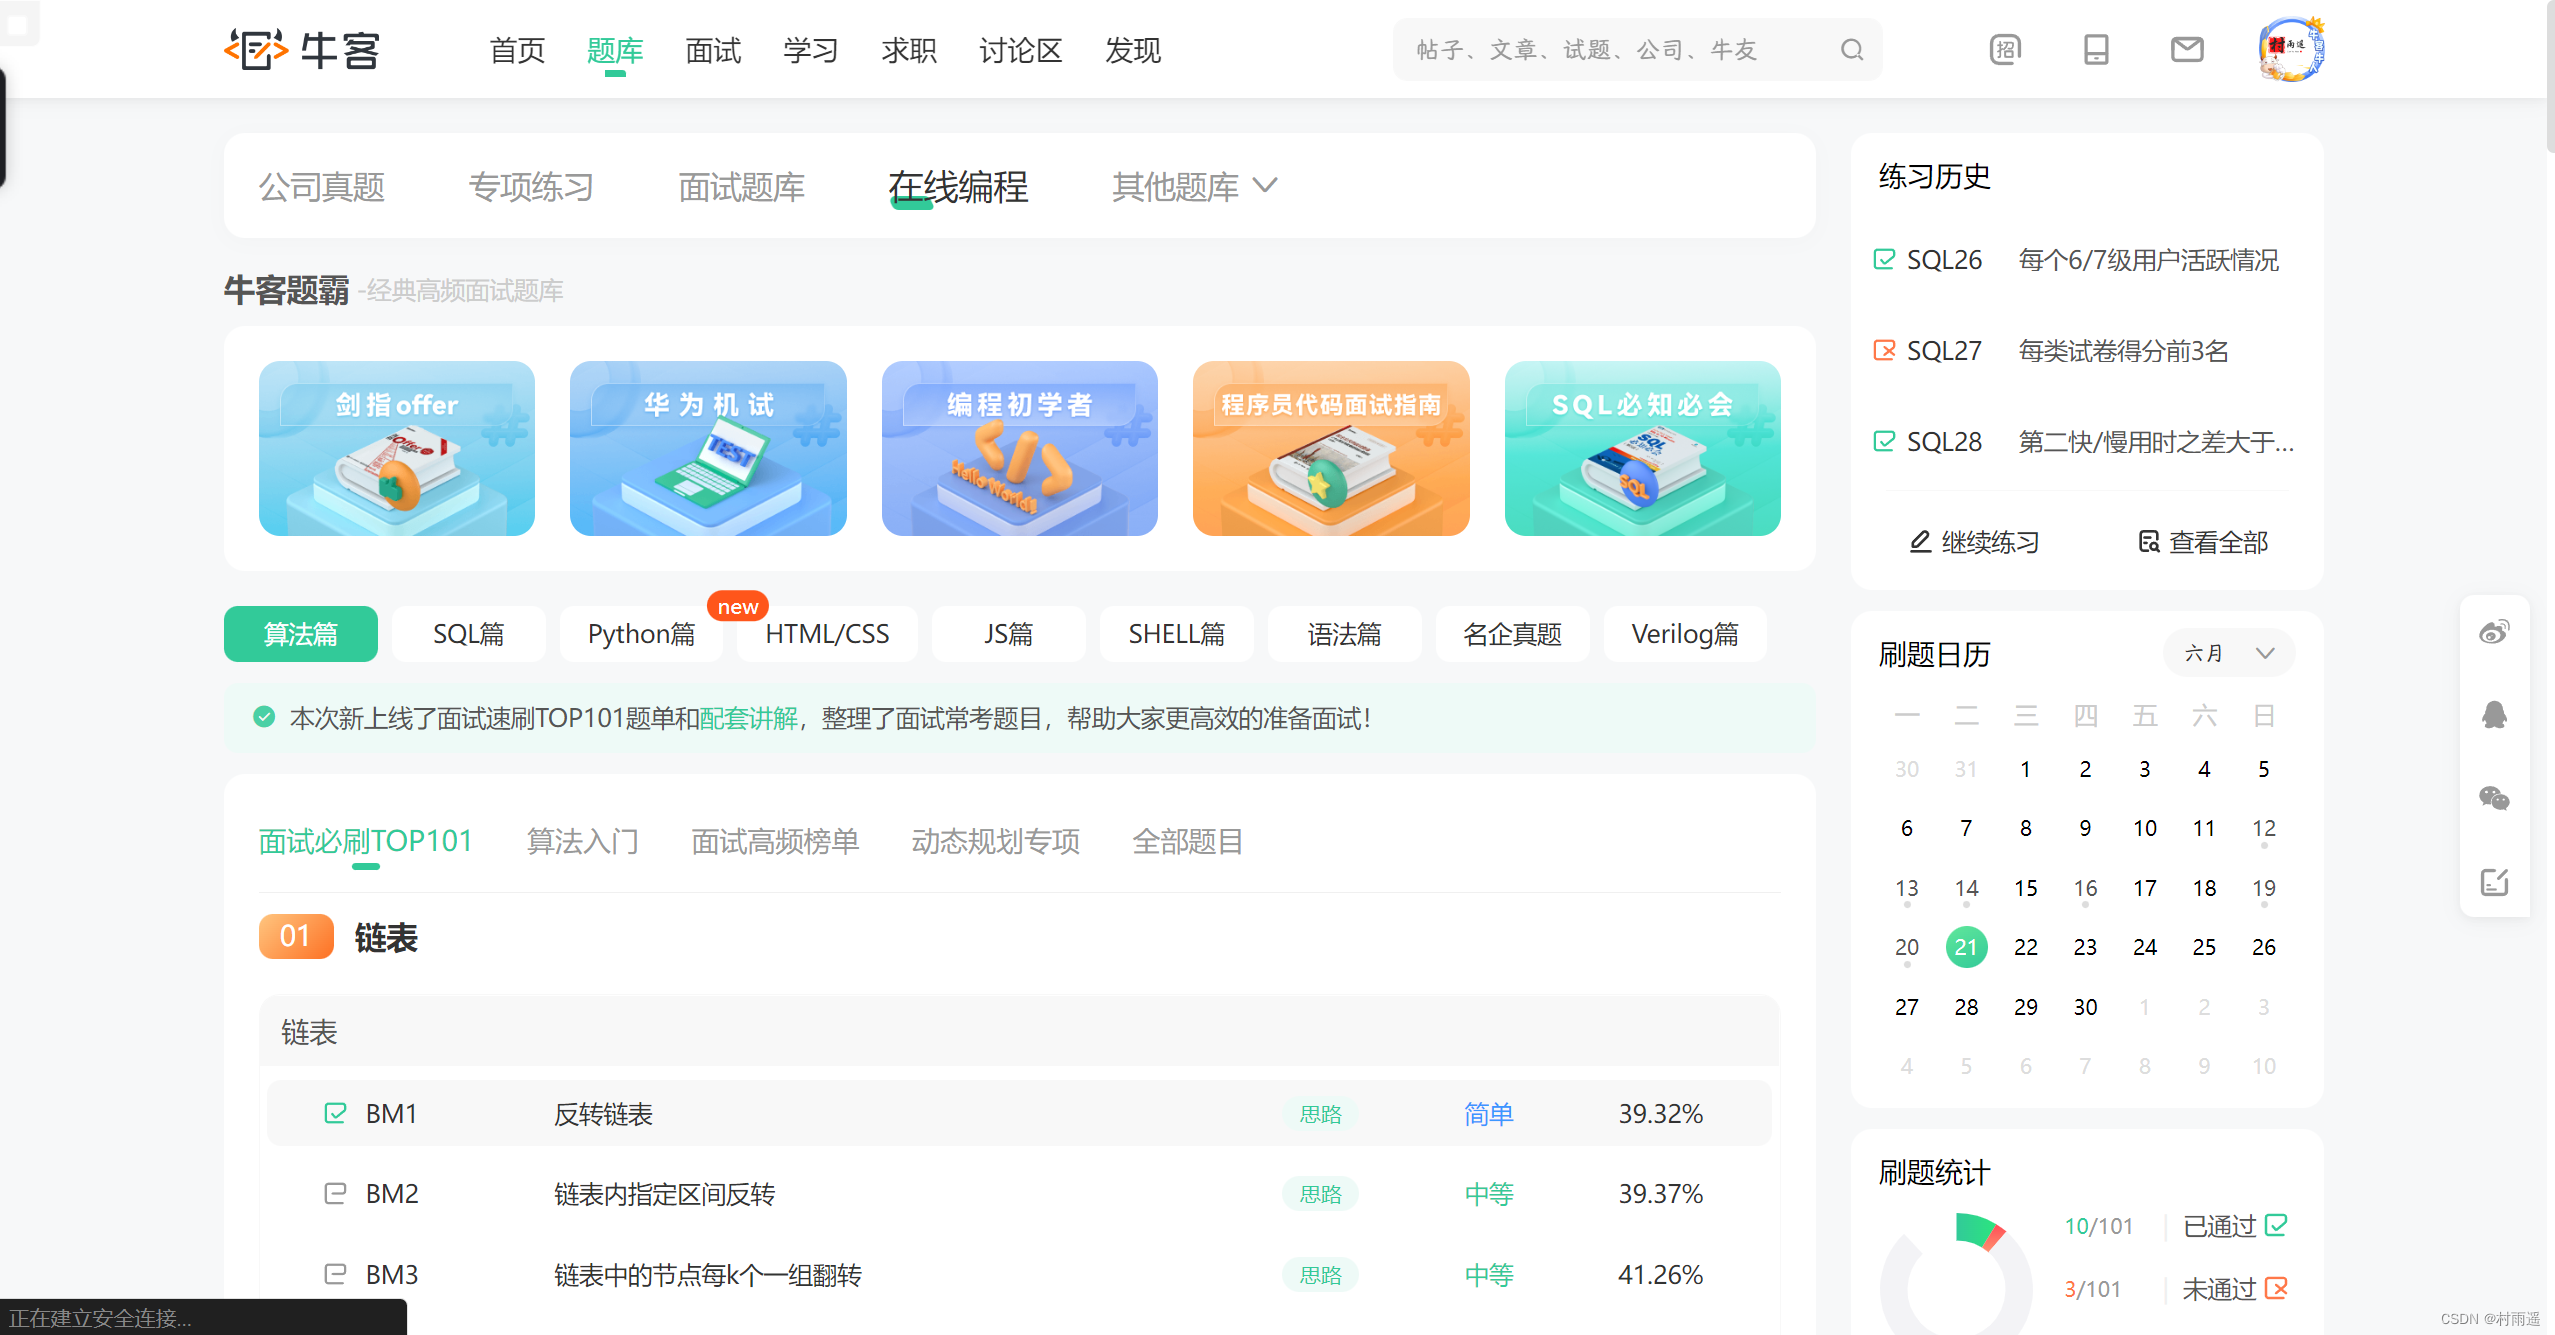 牛客 首页 题库 面试 学习 求职 讨论区 发现 帖子、文章、试题、公司、牛友 招
公司真题 专项练习 面试题库 在线编程 其他题库
牛客题霸 -经典高频面试题库
剑指offer 华为机试 编程初学者 程序员代码面试指南 SQL必知必会
Offer TEST Hello World! SQL SQL
new
算法篇 SQL篇 Python篇 HTML/CSS JS篇 SHELL篇 语法篇 名企真题 Verilog篇
本次新上线了面试速刷TOP101题单和配套讲解，整理了面试常考题目，帮助大家更高效的准备面试！
面试必刷TOP101 算法入门 面试高频榜单 动态规划专项 全部题目
01 链表
链表
BM1 反转链表 思路 简单 39.32%
BM2 链表内指定区间反转 思路 中等 39.37%
BM3 链表中的节点每k个一组翻转 思路 中等 41.26%
正在建立安全连接...
练习历史
SQL26 每个6/7级用户活跃情况
SQL27 每类试卷得分前3名
SQL28 第二快/慢用时之差大于...
继续练习 查看全部
刷题日历 六月
一 二 三 四 五 六 日
30 31 1 2 3 4 5
6 7 8 9 10 11 12
13 14 15 16 17 18 19
20 21 22 23 24 25 26
27 28 29 30 1 2 3
4 5 6 7 8 9 10
刷题统计
10/101 已通过
3/101 未通过
CSDN @村雨遥